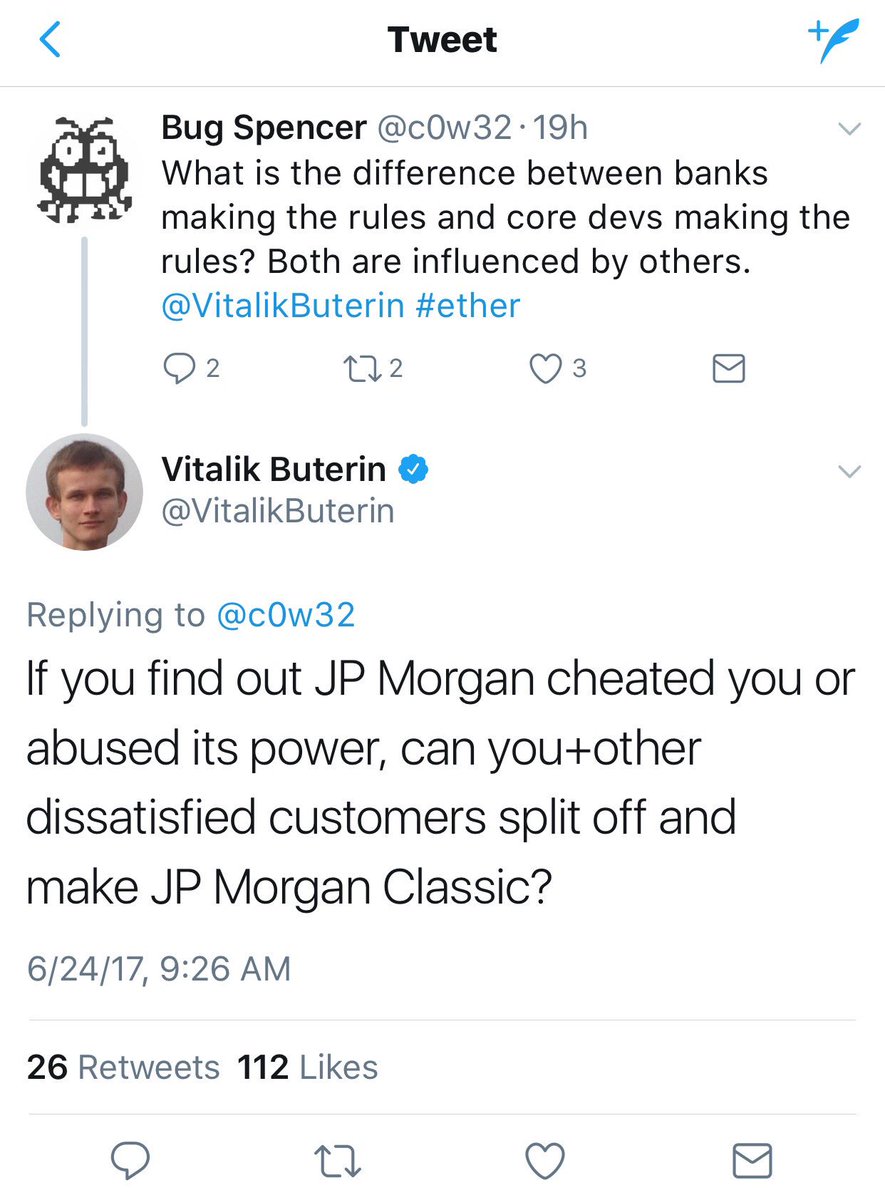 Tweet
Bug Spencer @c0w32 · 19h
What is the difference between banks
making the rules and core devs making the
rules? Both are influenced by others.
@VitalikButerin #ether
2 2 3
Vitalik Buterin
@VitalikButerin
Replying to @c0w32
If you find out JP Morgan cheated you or
abused its power, can you+other
dissatisfied customers split off and
make JP Morgan Classic?
6/24/17, 9:26 AM
26 Retweets 112 Likes